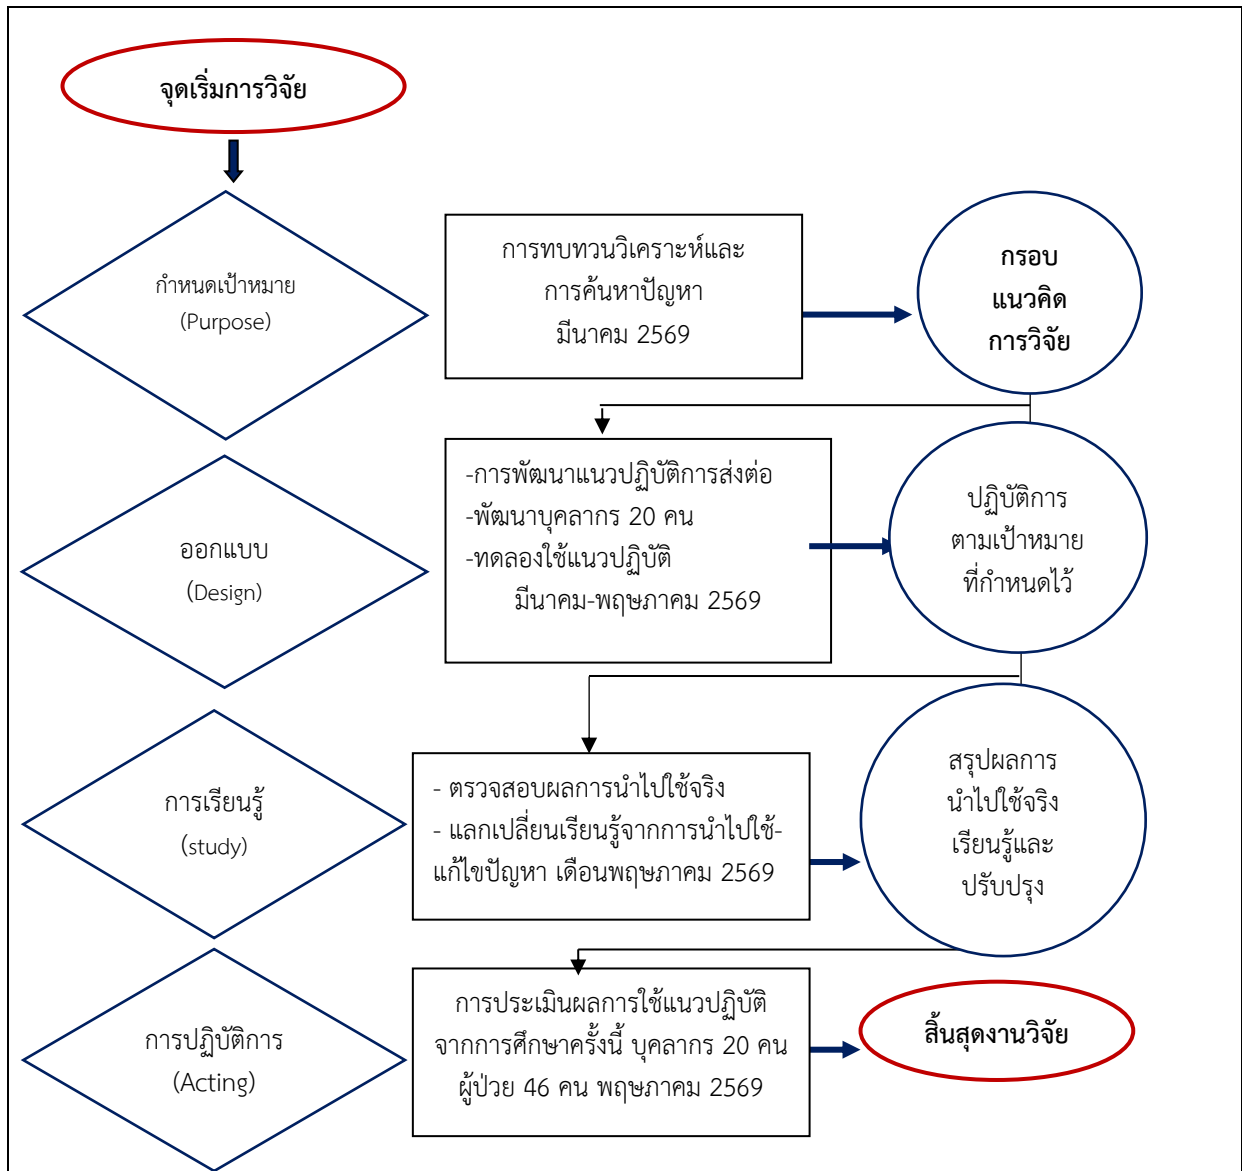 จุดเริ่มการวิจัย
กำหนดเป้าหมาย
(Purpose)
การทบทวนวิเคราะห์และ
การค้นหาปัญหา
มีนาคม 2569
กรอบ
แนวคิด
การวิจัย
ออกแบบ
(Design)
-การพัฒนาแนวปฏิบัติการส่งต่อ
-พัฒนาบุคลากร 20 คน
-ทดลองใช้แนวปฏิบัติ
มีนาคม-พฤษภาคม 2569
ปฏิบัติการ
ตามเป้าหมาย
ที่กำหนดไว้
การเรียนรู้
(study)
- ตรวจสอบผลการนำไปใช้จริง
- แลกเปลี่ยนเรียนรู้จากการนำไปใช้-
แก้ไขปัญหา เดือนพฤษภาคม 2569
สรุปผลการ
นำไปใช้จริง
เรียนรู้และ
ปรับปรุง
การปฏิบัติการ
(Acting)
การประเมินผลการใช้แนวปฏิบัติ
จากการศึกษาครั้งนี้ บุคลากร 20 คน
ผู้ป่วย 46 คน พฤษภาคม 2569
สิ้นสุดงานวิจัย